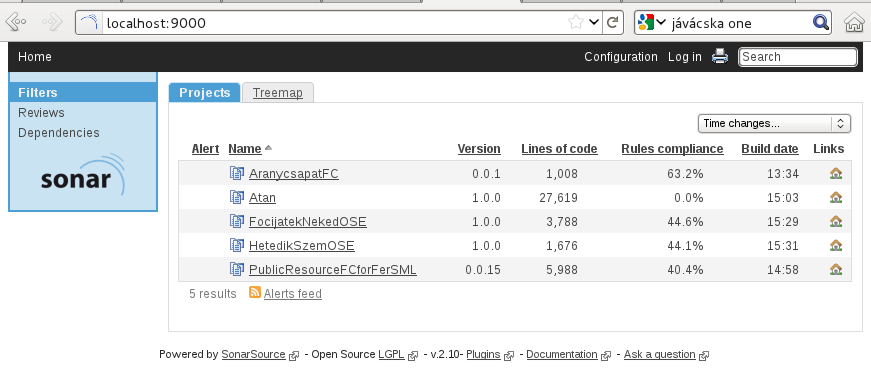 localhost:9000 jávácska one
Home Configuration Log in Search
Filters
Reviews
Dependencies
sonar
Projects Treemap
Time changes...
Alert Name Version Lines of code Rules compliance Build date Links
AranycsapatFC 0.0.1 1,008 63.2% 13:34
Atan 1.0.0 27,619 0.0% 15:03
FocijatekNekedOSE 1.0.0 3,788 44.6% 15:29
HetedikSzemOSE 1.0.0 1,676 44.1% 15:31
PublicResourceFCforFerSML 0.0.15 5,988 40.4% 14:58
5 results Alerts feed
Powered by SonarSource - Open Source LGPL - v.2.10- Plugins - Documentation - Ask a question